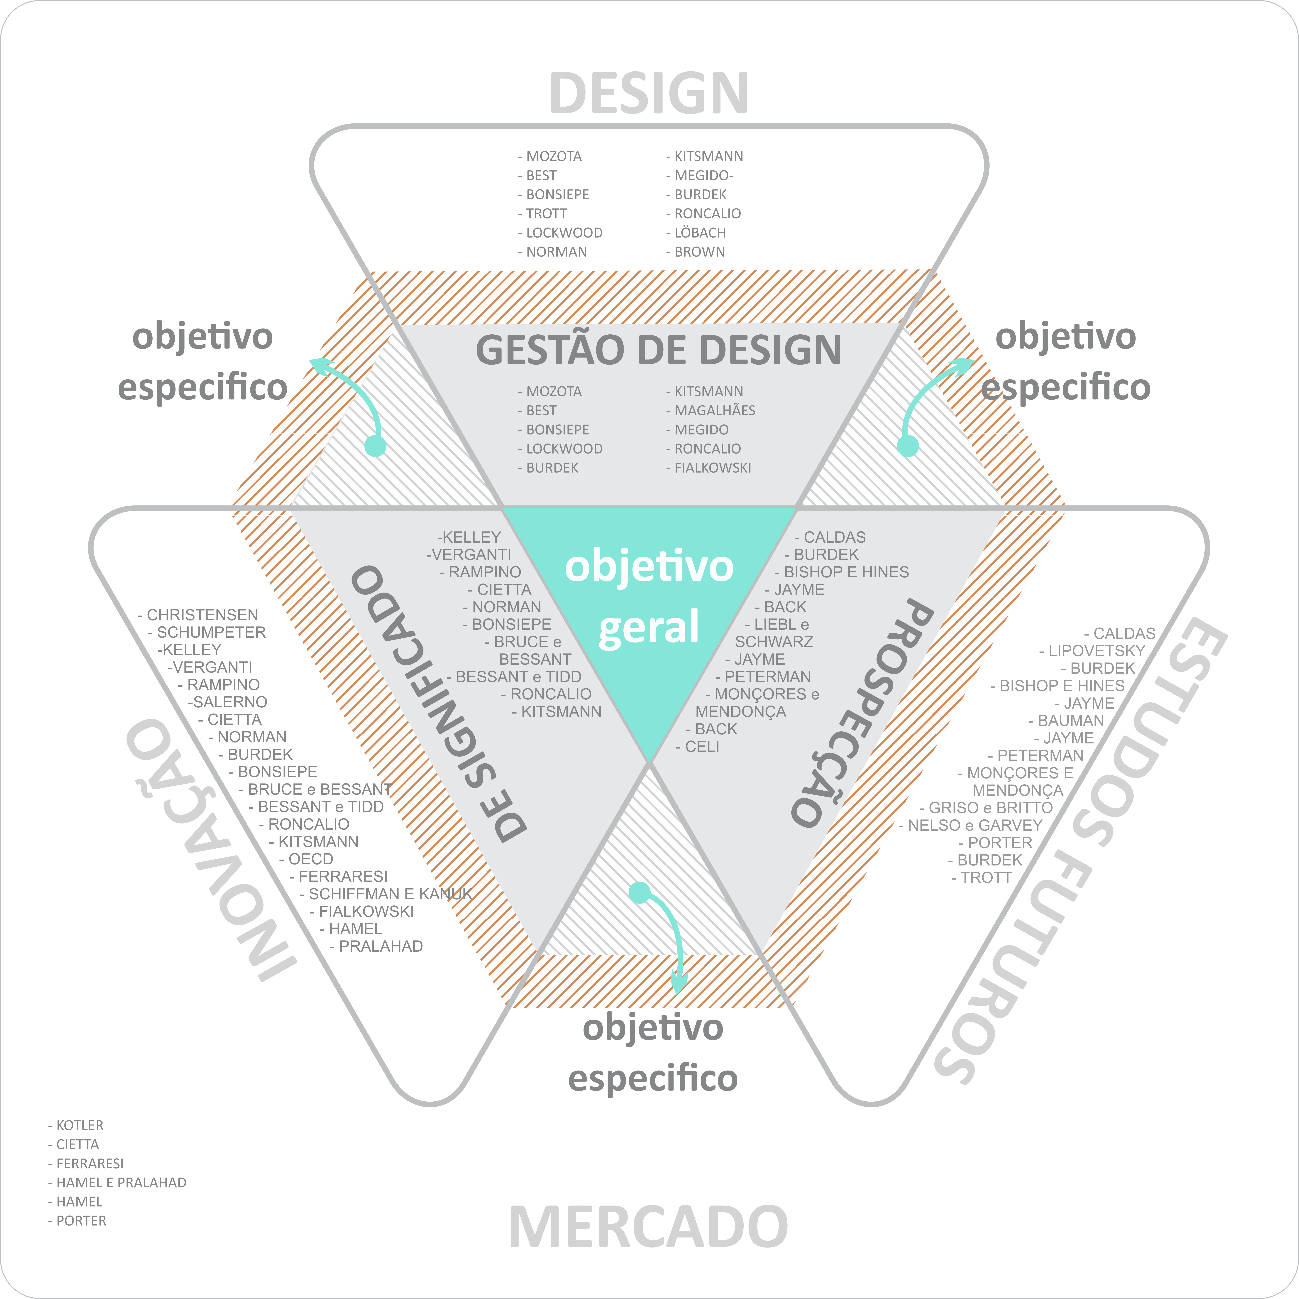 DESIGN
- MOZOTA
- BEST
- BONSIEPE
- TROTT
- LOCKWOOD
- NORMAN
- KITSMANN
- MEGIDO-
- BURDEK
- RONCALIO
- LÖBACH
- BROWN
objetivo
especifico
objetivo
especifico
GESTÃO DE DESIGN
- MOZOTA
- BEST
- BONSIEPE
- LOCKWOOD
- BURDEK
- KITSMANN
- MAGALHÃES
- MEGIDO
- RONCALIO
- FIALKOWSKI
objetivo
geral
-KELLEY
-VERGANTI
- RAMPINO
- CIETTA
- NORMAN
- BONSIEPE
- BRUCE e
BESSANT
- BESSANT e TIDD
- RONCALIO
- KITSMANN
DE SIGNIFICADO
- CALDAS
- BURDEK
- BISHOP E HINES
- JAYME
- BACK
- LIEBL e
SCHWARZ
- JAYME
- PETERMAN
- MONÇORES e
MENDONÇA
- BACK
- CELI
PROSPECÇÃO
- CHRISTENSEN
- SCHUMPETER
-KELLEY
-VERGANTI
- RAMPINO
-SALERNO
- CIETTA
- NORMAN
- BURDEK
- BONSIEPE
- BRUCE e BESSANT
- BESSANT e TIDD
- RONCALIO
- KITSMANN
- OECD
- FERRARESI
- SCHIFFMAN E KANUK
- FIALKOWSKI
- HAMEL
- PRALAHAD
INOVAÇÃO
- CALDAS
- LIPOVETSKY
- BURDEK
- BISHOP E HINES
- JAYME
- BAUMAN
- JAYME
- PETERMAN
- MONÇORES E
MENDONÇA
- GRISO e BRITTO
- NELSO e GARVEY
- PORTER
- BURDEK
- TROTT
ESTUDOS FUTUROS
objetivo
especifico
- KOTLER
- CIETTA
- FERRARESI
- HAMEL E PRALAHAD
- HAMEL
- PORTER
MERCADO